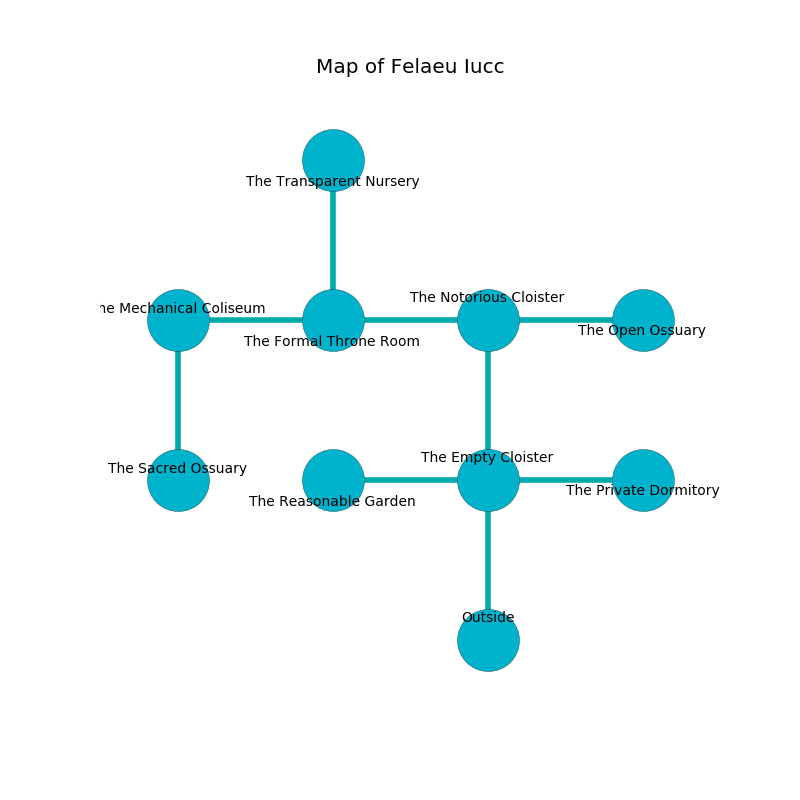 Map of Felaeu Iucc
The Transparent Nursery
The Notorious Cloister
he Mechanical Coliseum
The Open Ossuary
The Formal Throne Room
The Empty Cloister
The Sacred Ossuary
The Private Dormitory
The Reasonable Garden
Outside